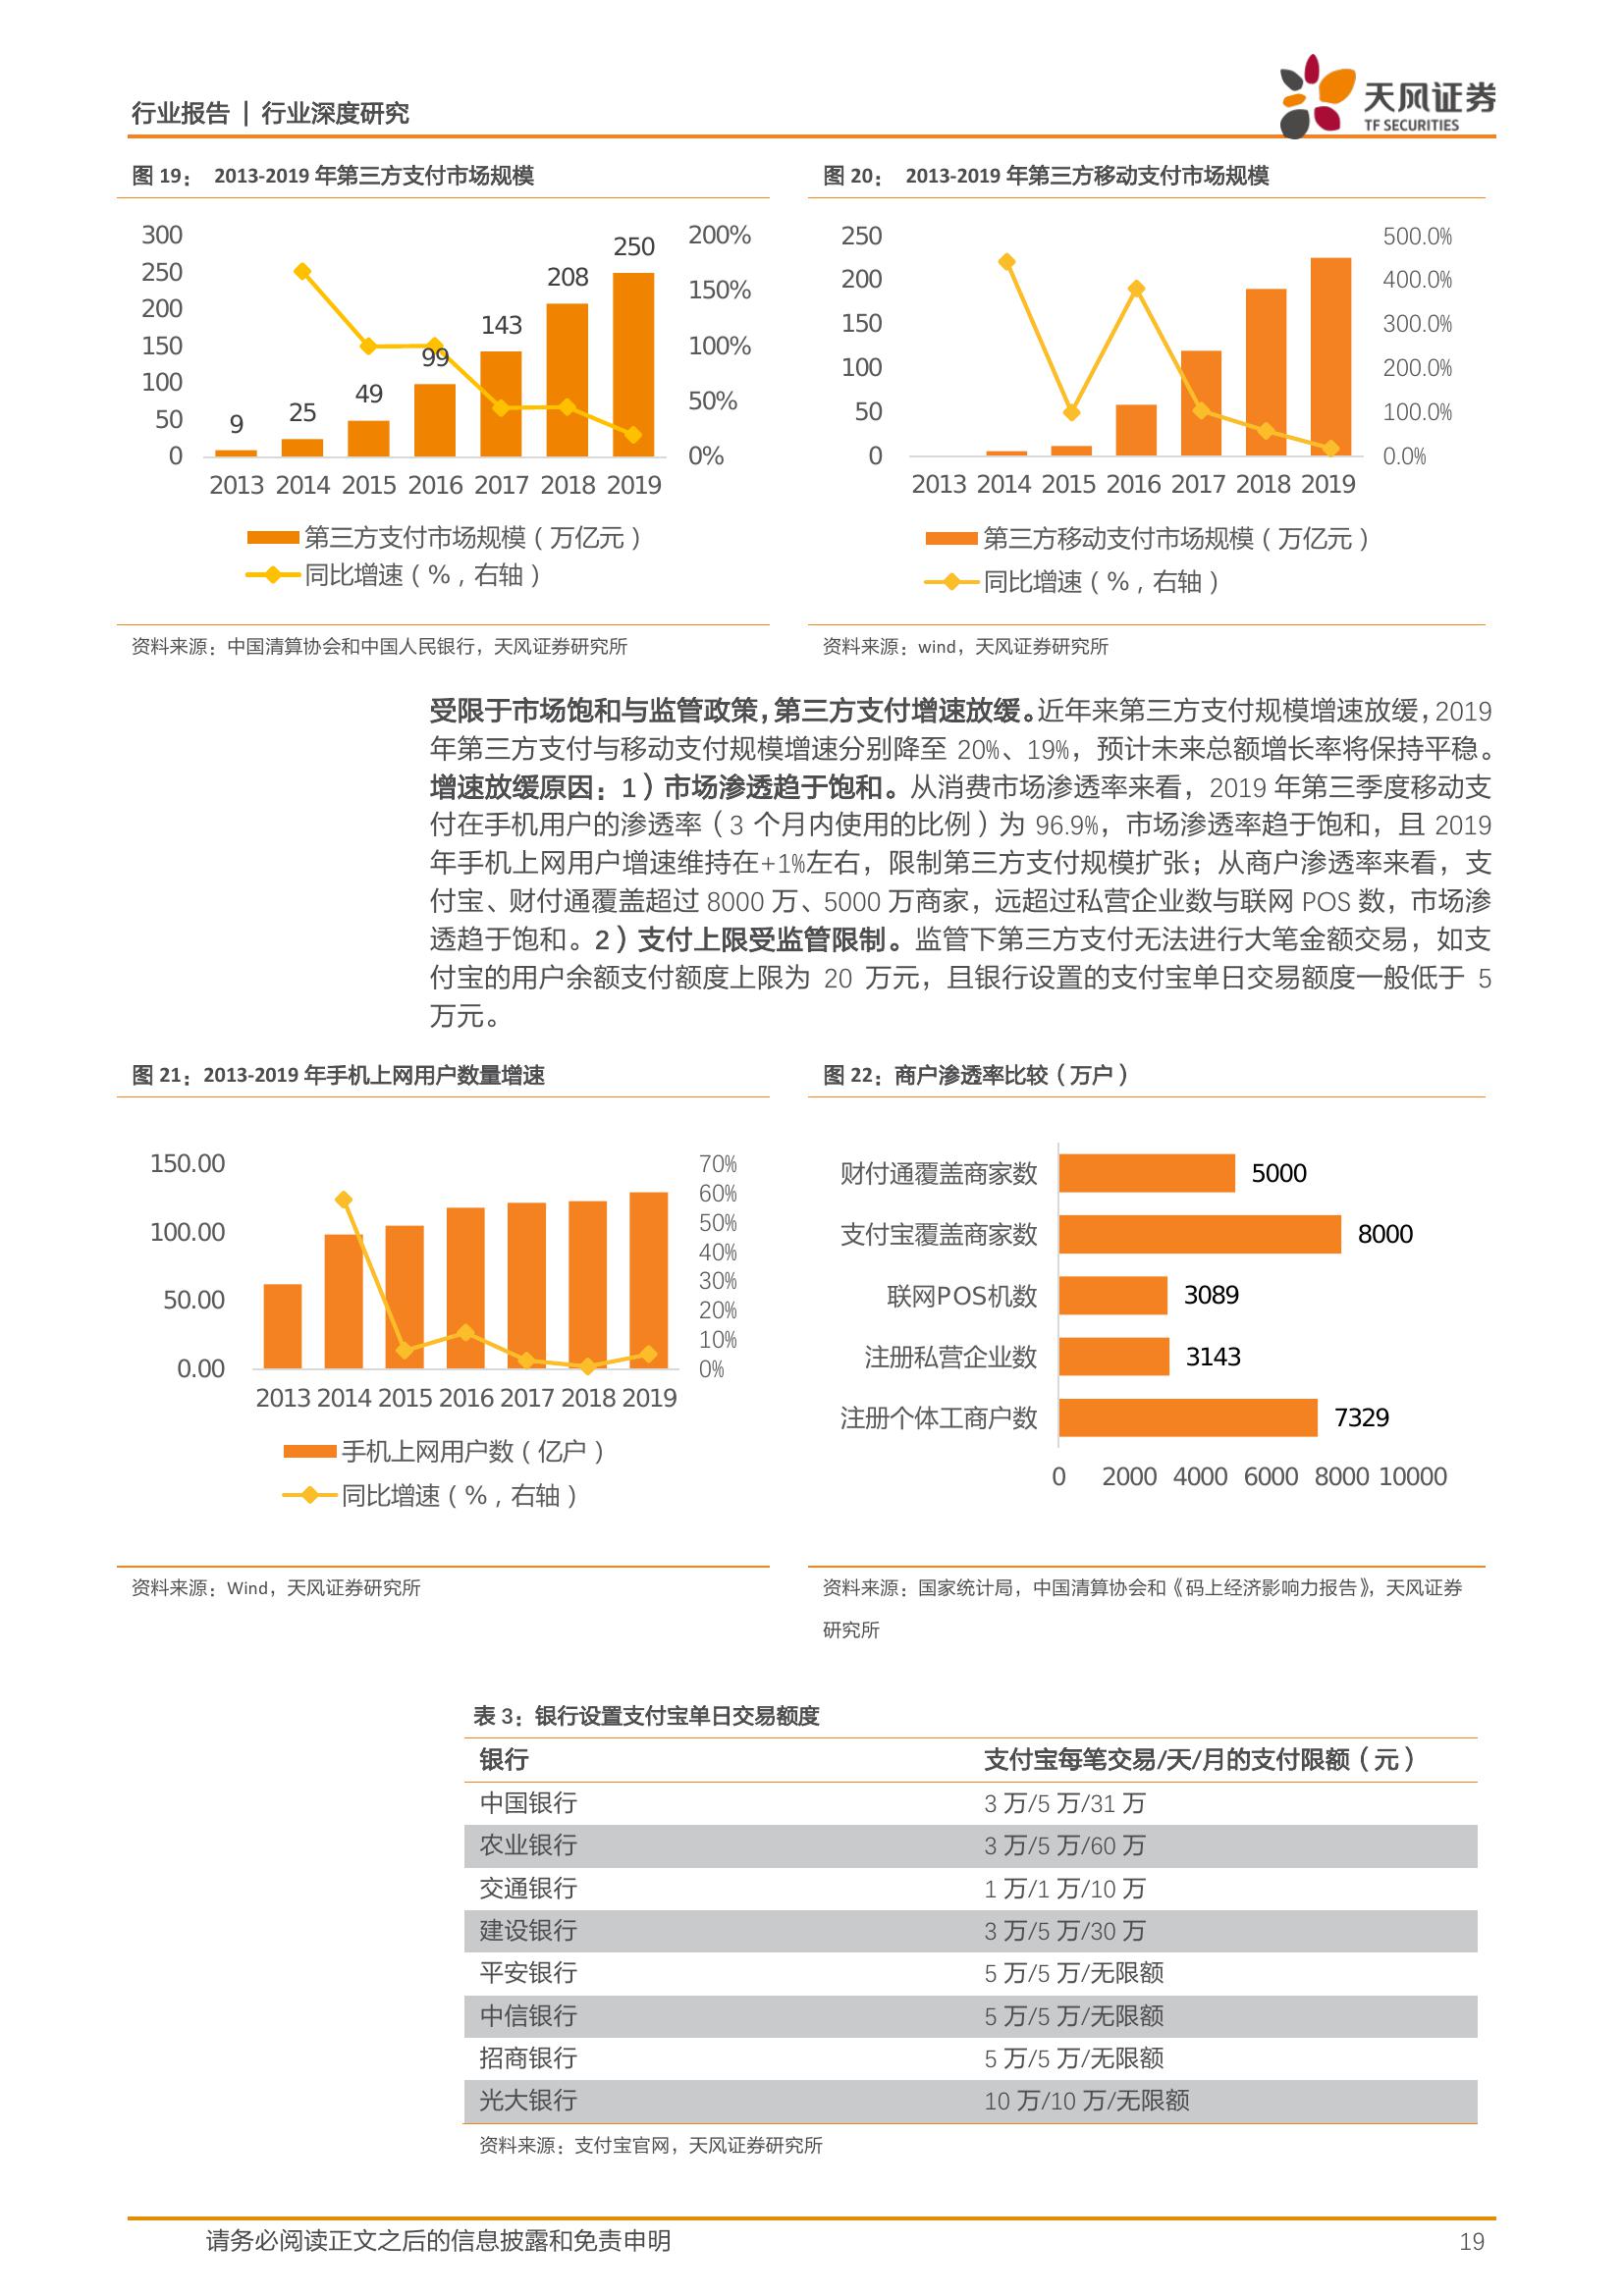 行业报告 | 行业深度研究
天风证券
TF SECURITIES
图 19： 2013-2019 年第三方支付市场规模
300
250
200
150
100
50
0
200%
150%
100%
50%
0%
9
25
49
99
143
208
250
2013 2014 2015 2016 2017 2018 2019
第三方支付市场规模（万亿元）
同比增速（%，右轴）
资料来源：中国清算协会和中国人民银行，天风证券研究所
图 20： 2013-2019 年第三方移动支付市场规模
250
200
150
100
50
0
500.0%
400.0%
300.0%
200.0%
100.0%
0.0%
2013 2014 2015 2016 2017 2018 2019
第三方移动支付市场规模（万亿元）
同比增速（%，右轴）
资料来源：wind，天风证券研究所
受限于市场饱和与监管政策，第三方支付增速放缓。近年来第三方支付规模增速放缓，2019
年第三方支付与移动支付规模增速分别降至 20%、19%，预计未来总额增长率将保持平稳。
增速放缓原因：1）市场渗透趋于饱和。从消费市场渗透率来看，2019 年第三季度移动支
付在手机用户的渗透率（3 个月内使用的比例）为 96.9%，市场渗透率趋于饱和，且 2019
年手机上网用户增速维持在+1%左右，限制第三方支付规模扩张；从商户渗透率来看，支
付宝、财付通覆盖超过 8000 万、5000 万商家，远超过私营企业数与联网 POS 数，市场渗
透趋于饱和。2）支付上限受监管限制。监管下第三方支付无法进行大笔金额交易，如支
付宝的用户余额支付额度上限为 20 万元，且银行设置的支付宝单日交易额度一般低于 5
万元。
图 21：2013-2019 年手机上网用户数量增速
150.00
100.00
50.00
0.00
70%
60%
50%
40%
30%
20%
10%
0%
2013 2014 2015 2016 2017 2018 2019
手机上网用户数（亿户）
同比增速（%，右轴）
资料来源：Wind，天风证券研究所
图 22：商户渗透率比较（万户）
财付通覆盖商家数 5000
支付宝覆盖商家数 8000
联网POS机数 3089
注册私营企业数 3143
注册个体工商户数 7329
0 2000 4000 6000 8000 10000
资料来源：国家统计局，中国清算协会和《码上经济影响力报告》，天风证券
研究所
表 3：银行设置支付宝单日交易额度
银行 支付宝每笔交易/天/月的支付限额（元）
中国银行 3 万/5 万/31 万
农业银行 3 万/5 万/60 万
交通银行 1 万/1 万/10 万
建设银行 3 万/5 万/30 万
平安银行 5 万/5 万/无限额
中信银行 5 万/5 万/无限额
招商银行 5 万/5 万/无限额
光大银行 10 万/10 万/无限额
资料来源：支付宝官网，天风证券研究所
请务必阅读正文之后的信息披露和免责申明 19